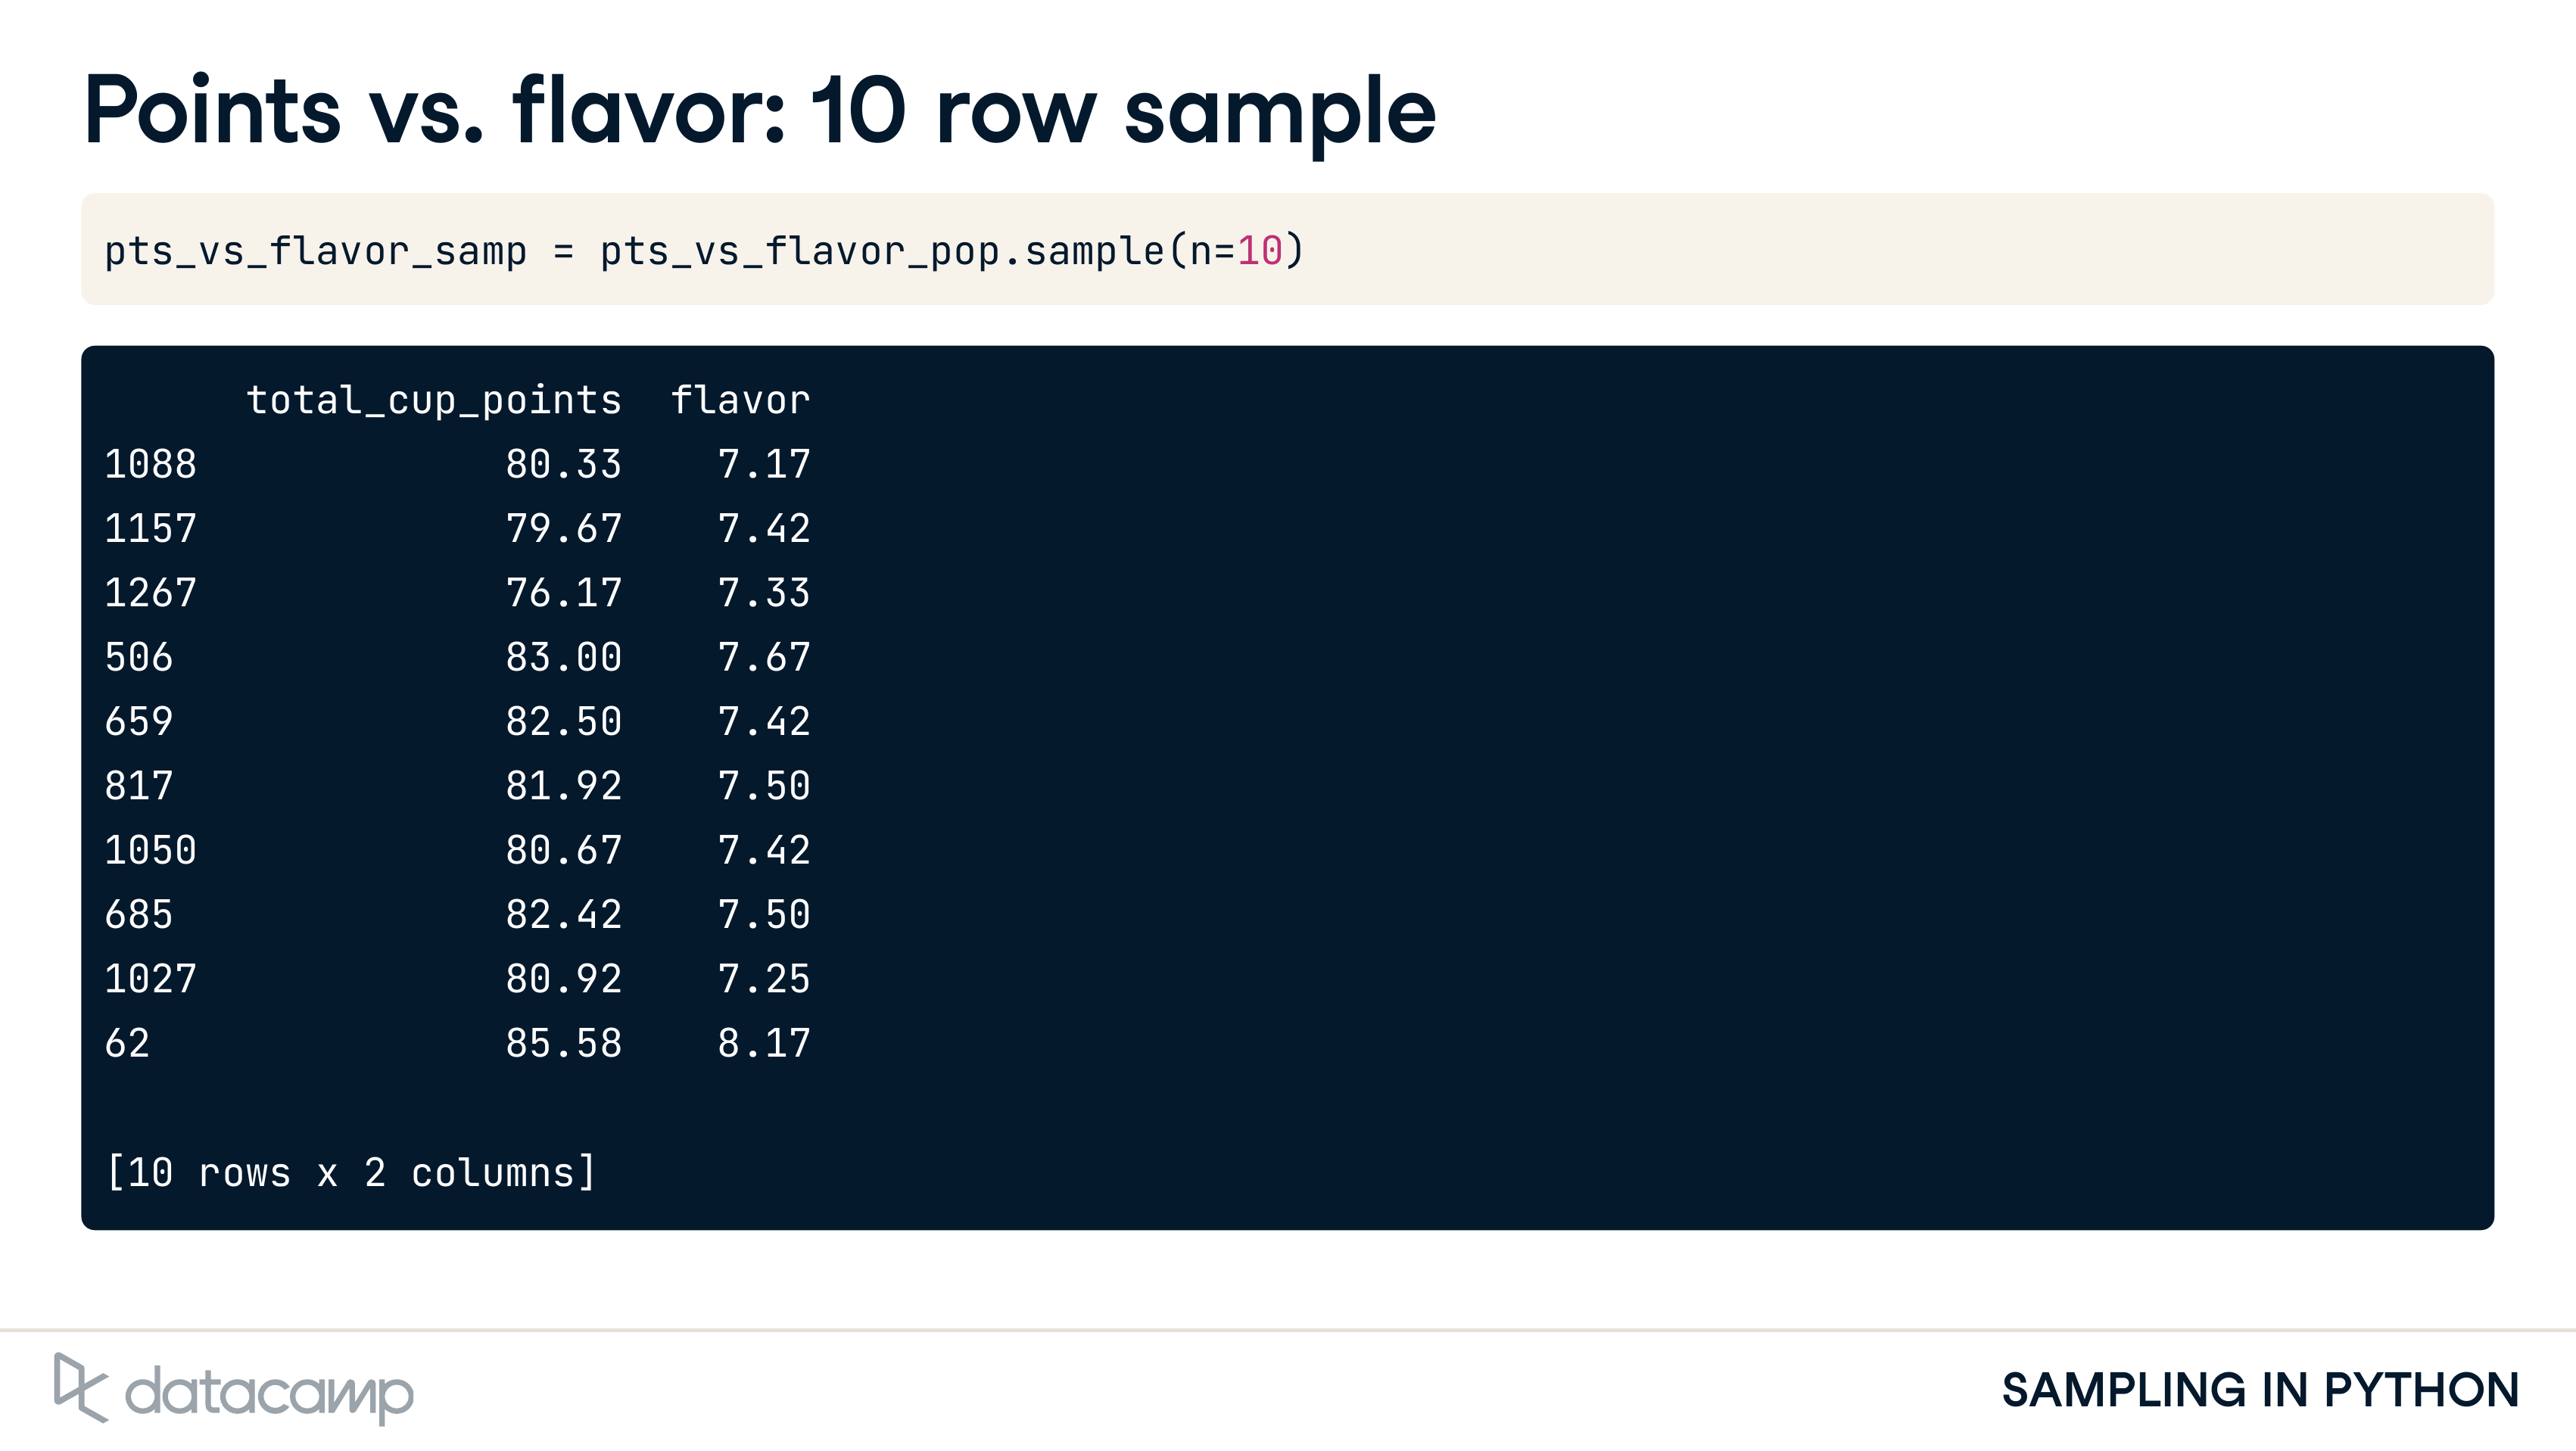 Points vs. flavor: 10 row sample
pts_vs_flavor_samp = pts_vs_flavor_pop.sample(n=10)
total_cup_points flavor
1088 80.33 7.17
1157 79.67 7.42
1267 76.17 7.33
506 83.00 7.67
659 82.50 7.42
817 81.92 7.50
1050 80.67 7.42
685 82.42 7.50
1027 80.92 7.25
62 85.58 8.17
[10 rows x 2 columns]
datacamp
SAMPLING IN PYTHON